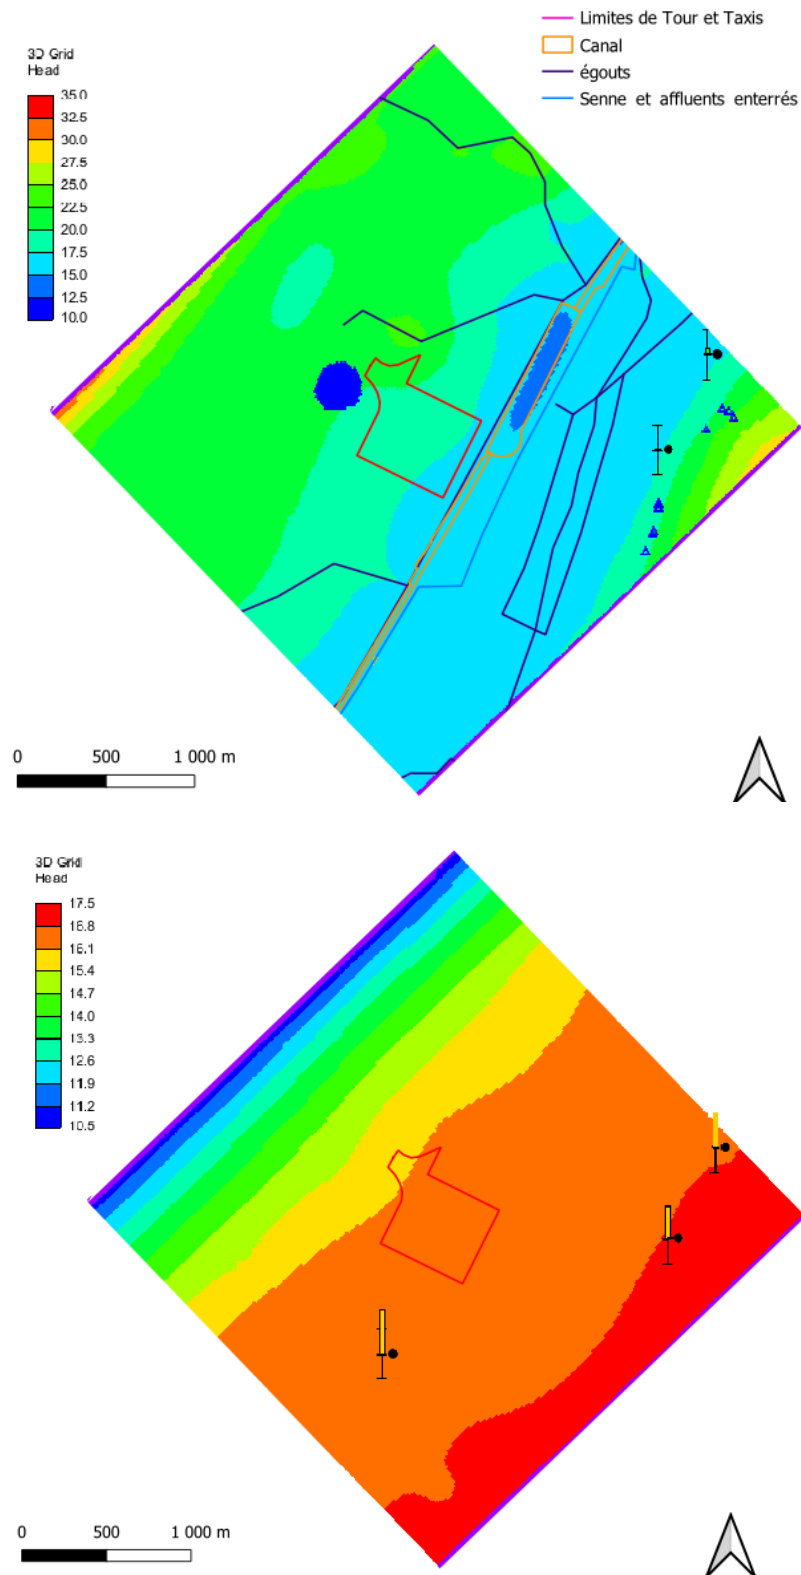 Limites de Tour et Taxis
Canal
égouts
Senne et affluents enterrés
3D Grid
Head
35.0
32.5
30.0
27.5
25.0
22.5
20.0
17.5
15.0
12.5
10.0
0 500 1 000 m
3D Grid
Head
17.5
16.8
16.1
15.4
14.7
14.0
13.3
12.6
11.9
11.2
10.5
0 500 1 000 m